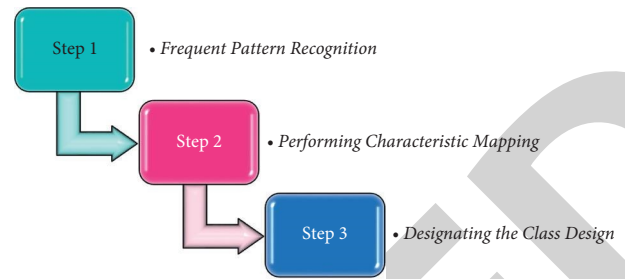 Step 1 • Frequent Pattern Recognition
Step 2 • Performing Characteristic Mapping
Step 3 • Designating the Class Design